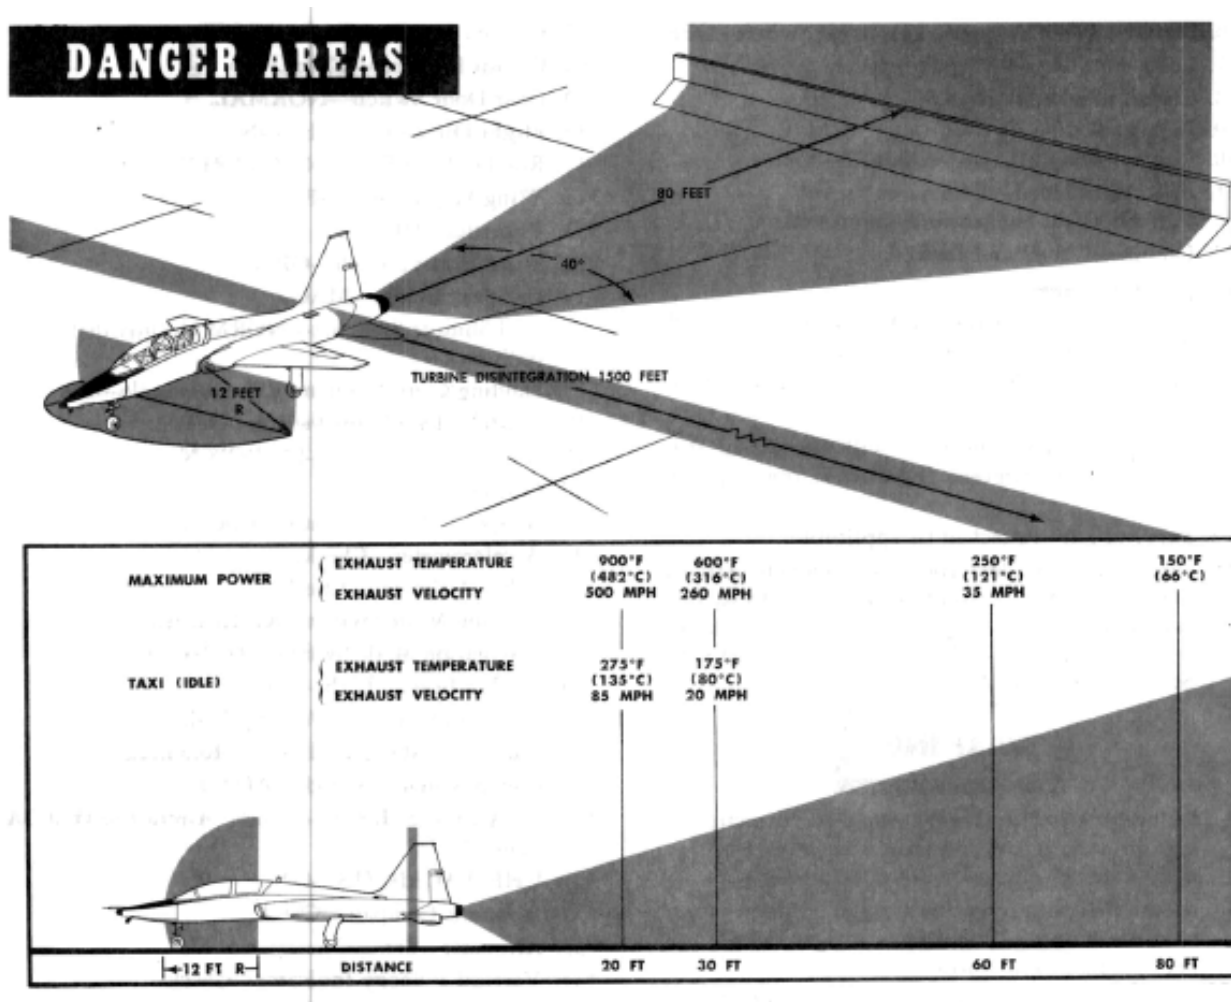 DANGER AREAS
80 FEET
40°
TURBINE DISINTEGRATION 1500 FEET
12 FEET
R
MAXIMUM POWER
EXHAUST TEMPERATURE 900°F 600°F 250°F 150°F
(482°C) (316°C) (121°C) (66°C)
EXHAUST VELOCITY 500 MPH 260 MPH 35 MPH
TAXI (IDLE)
EXHAUST TEMPERATURE 275°F 175°F
(135°C) (80°C)
EXHAUST VELOCITY 85 MPH 20 MPH
12 FT R DISTANCE 20 FT 30 FT 60 FT 80 FT